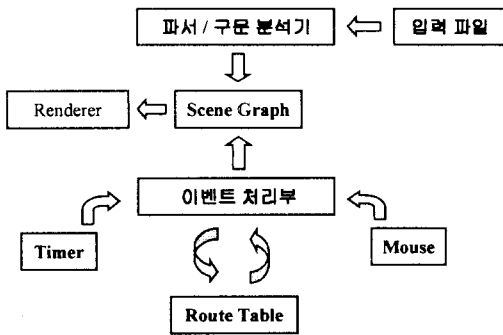 파서 / 구문 분석기
입력 파일
Renderer
Scene Graph
이벤트 처리부
Timer
Mouse
Route Table